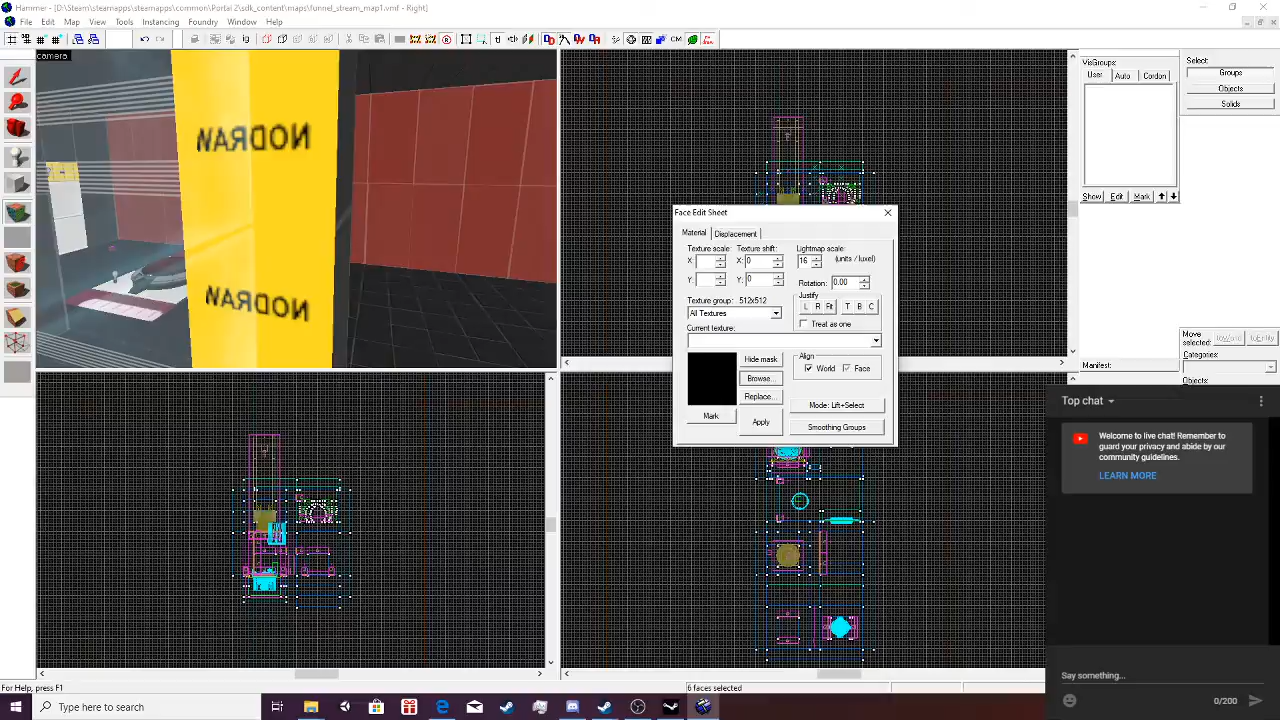 Hammer - [D:\Steam\steamapps\common\Portal 2\sdk_content\maps\funnel_stream_map1.vmf - Right]
File Edit Map View Tools Instancing Foundry Window Help
camera
NODRAW
NODRAW
Face Edit Sheet
Material Displacement
Texture scale: Texture shift: Lightmap scale:
X: X: 0 16 (units / luxel)
Y: Y: 0 Rotation: 0.00
Texture group: 512x512 Justify
All Textures L R Fit T B C
Treat as one
Current texture:
Hide mask Align
Browse... World Face
Replace...
Mode: Lift+Select
Mark Apply
Smoothing Groups
VisGroups:
User Auto Cordon
Show Edit Mark
Select:
Groups
Objects
Solids
Move selected: toWorld toEntity
Categories:
Manifest:
Objects:
Top chat
Welcome to live chat! Remember to
guard your privacy and abide by our
community guidelines.
LEARN MORE
Say something...
0/200
For Help, press F1
6 faces selected
Type here to search